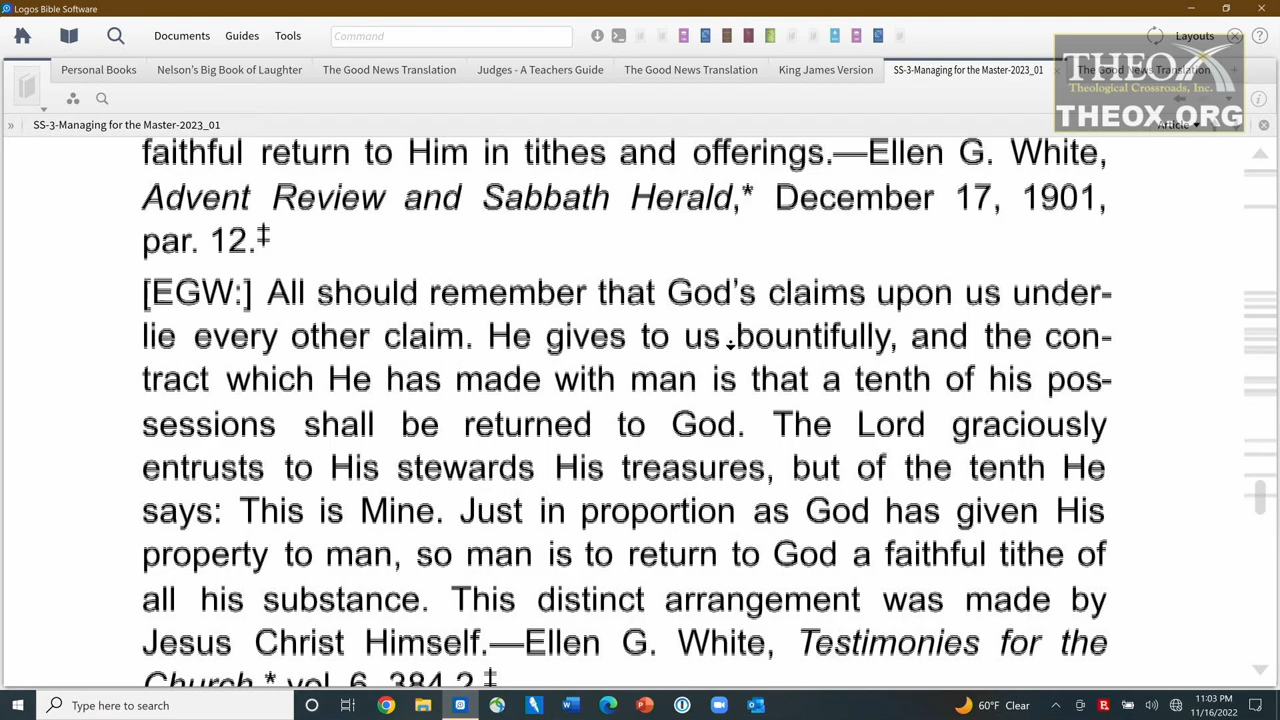 Logos Bible Software
Documents Guides Tools Command Layouts
Personal Books Nelson's Big Book of Laughter The Go Judges - A Teachers Guide The Good News Translation King James Version SS-3-Managing for the Master-2023_01 The Good News Translation
THEOX
Theological Crossroads, Inc.
THEOX.ORG
SS-3-Managing for the Master-2023_01 Article
faithful return to Him in tithes and offerings.—Ellen G. White,
Advent Review and Sabbath Herald,* December 17, 1901,
par. 12.‡
[EGW:] All should remember that God's claims upon us under-
lie every other claim. He gives to us bountifully, and the con-
tract which He has made with man is that a tenth of his pos-
sessions shall be returned to God. The Lord graciously
entrusts to His stewards His treasures, but of the tenth He
says: This is Mine. Just in proportion as God has given His
property to man, so man is to return to God a faithful tithe of
all his substance. This distinct arrangement was made by
Jesus Christ Himself.—Ellen G. White, Testimonies for the
Church,* vol. 6, 384.2.‡
Type here to search 60°F Clear 11:03 PM
11/16/2022